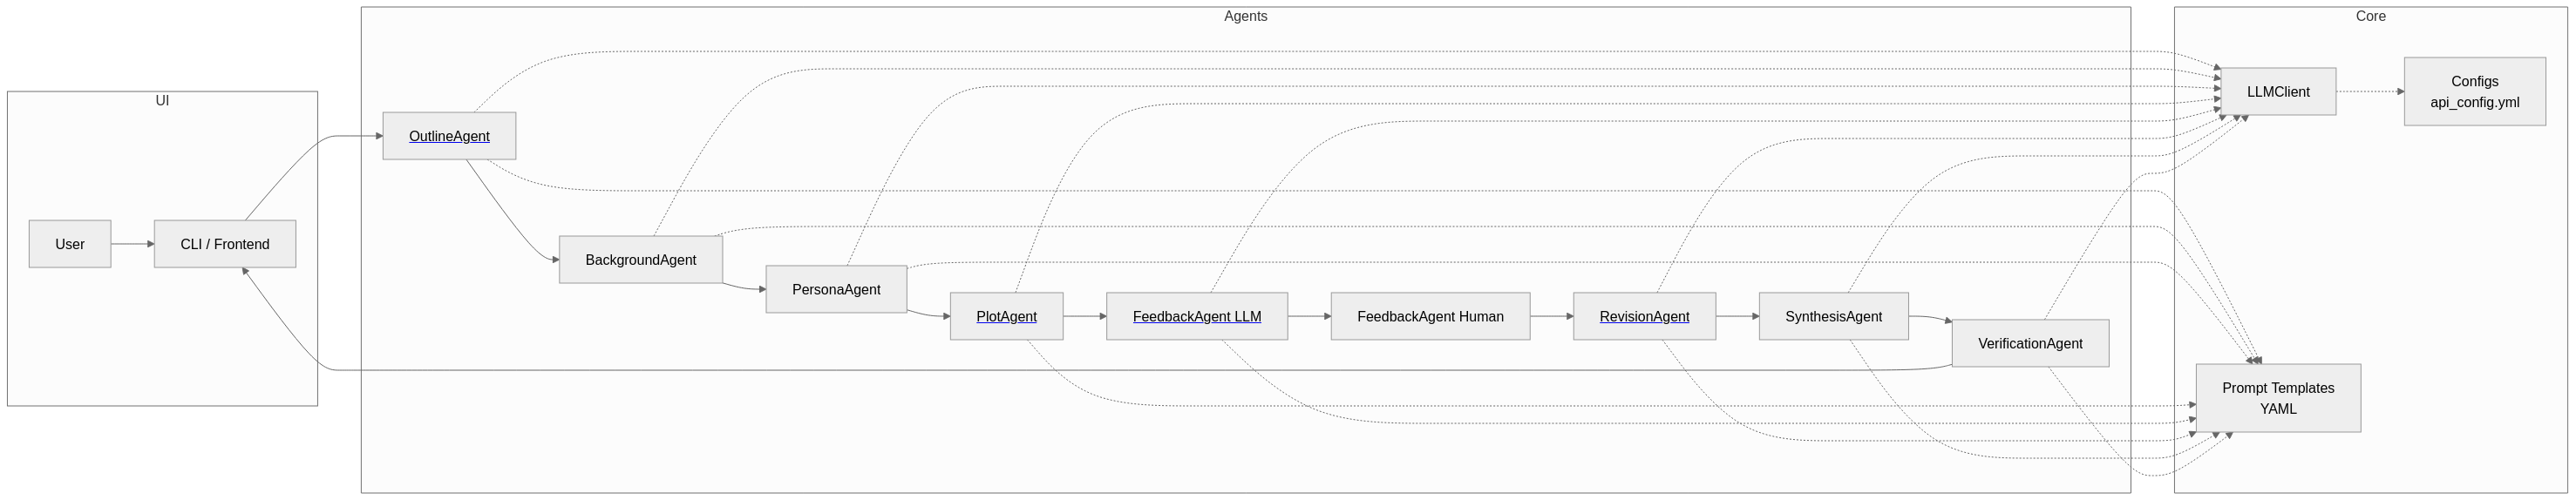 UI
User
CLI / Frontend
Agents
OutlineAgent
BackgroundAgent
PersonaAgent
PlotAgent
FeedbackAgent LLM
FeedbackAgent Human
RevisionAgent
SynthesisAgent
VerificationAgent
Core
LLMClient
Configs
api_config.yml
Prompt Templates
YAML